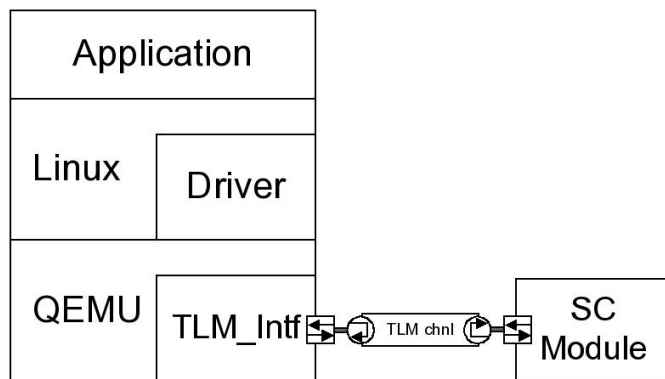 Application
Linux
Driver
QEMU
TLM_Intf
TLM chnl
SC
Module